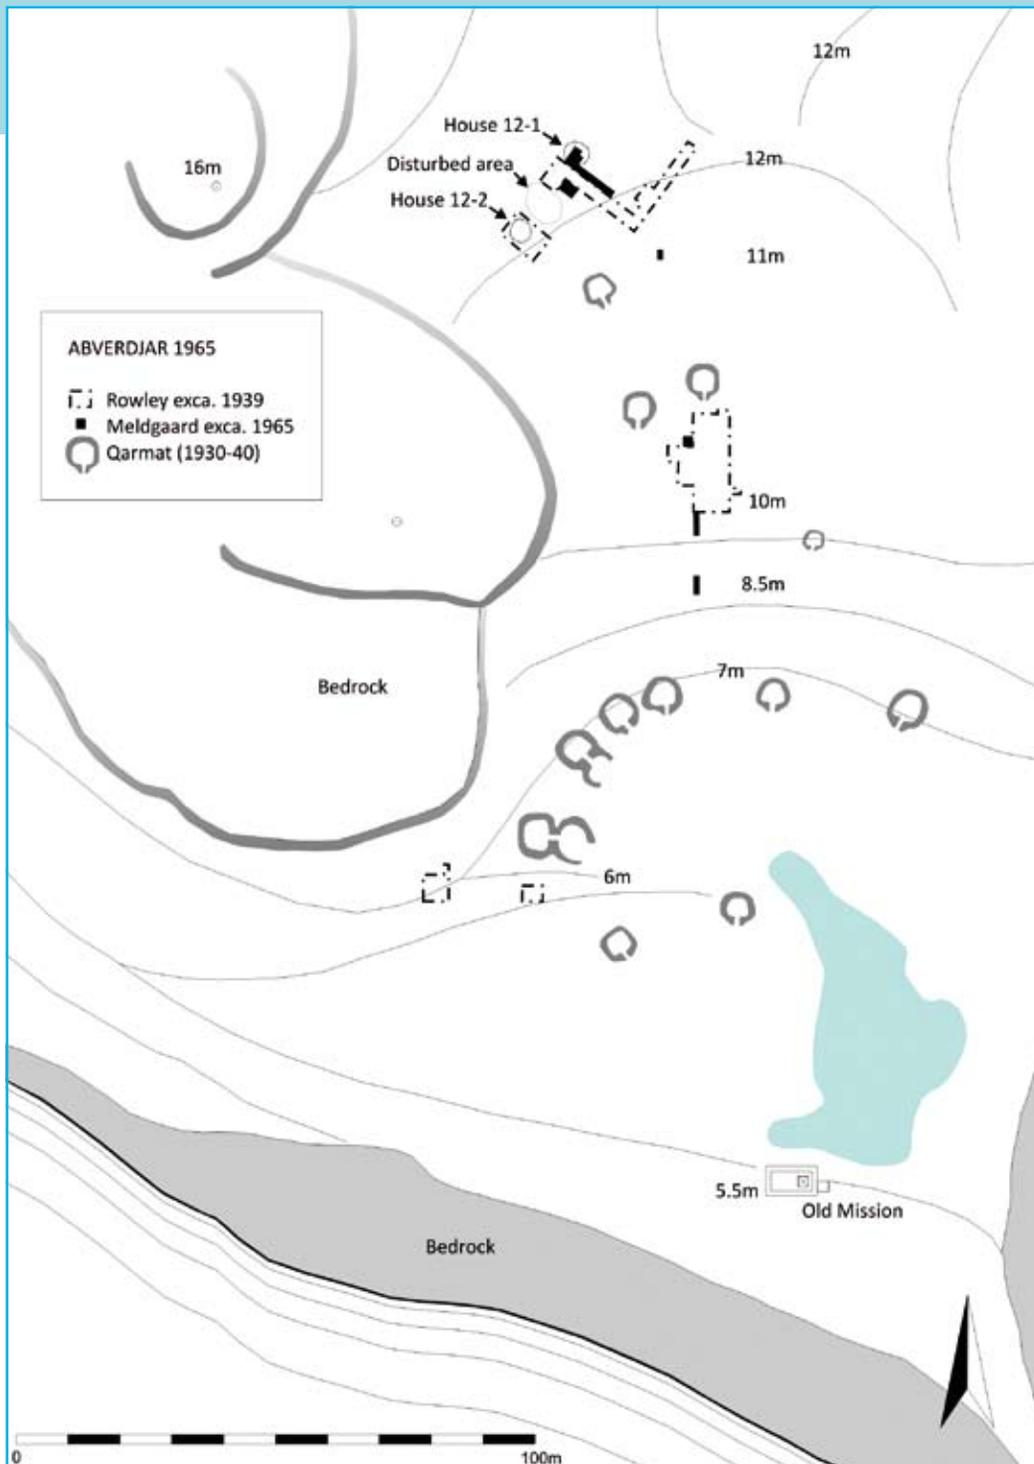 12m
House 12-1
Disturbed area
12m
16m
House 12-2
11m
ABVERDJAR 1965
Rowley exca. 1939
Meldgaard exca. 1965
Qarmat (1930-40)
10m
8.5m
7m
Bedrock
6m
5.5m
Old Mission
Bedrock
0
100m